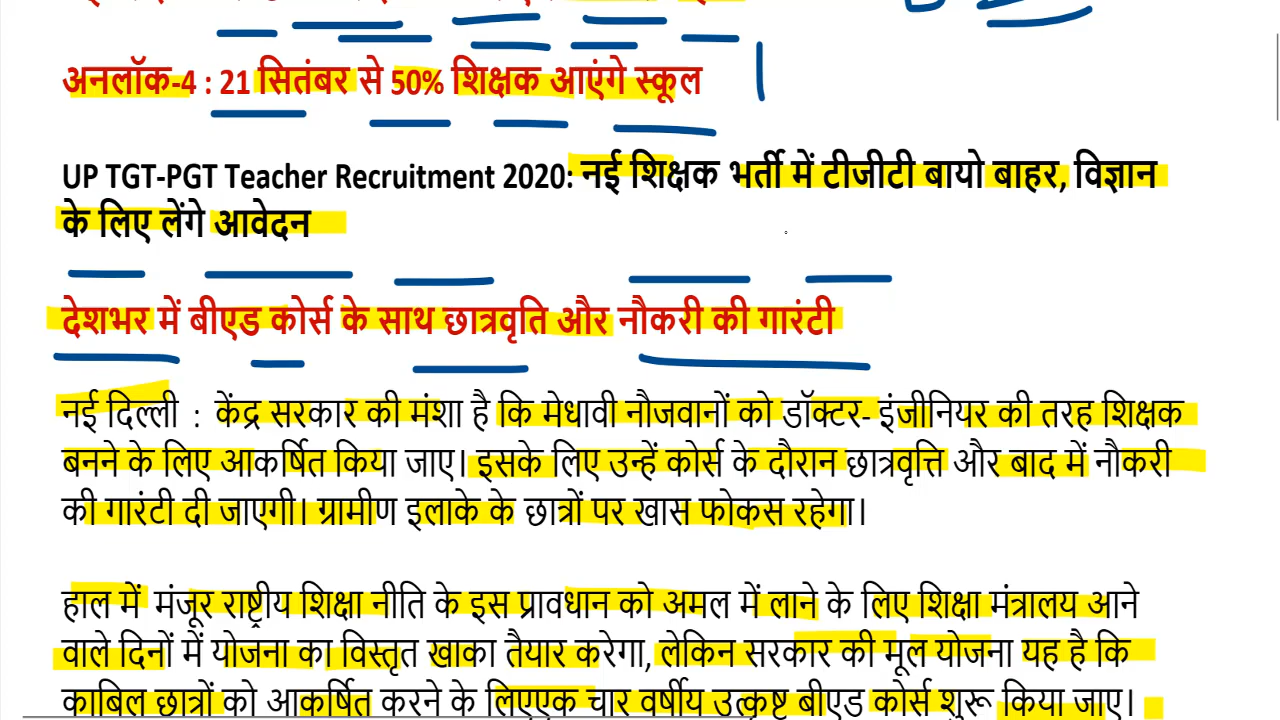 अनलॉक-4 : 21 सितंबर से 50% शिक्षक आएंगे स्कूल
UP TGT-PGT Teacher Recruitment 2020: नई शिक्षक भर्ती में टीजीटी बायो बाहर, विज्ञान
के लिए लेंगे आवेदन
देशभर में बीएड कोर्स के साथ छात्रवृति और नौकरी की गारंटी
नई दिल्ली : केंद्र सरकार की मंशा है कि मेधावी नौजवानों को डॉक्टर- इंजीनियर की तरह शिक्षक
बनने के लिए आकर्षित किया जाए। इसके लिए उन्हें कोर्स के दौरान छात्रवृत्ति और बाद में नौकरी
की गारंटी दी जाएगी। ग्रामीण इलाके के छात्रों पर खास फोकस रहेगा।
हाल में मंजूर राष्ट्रीय शिक्षा नीति के इस प्रावधान को अमल में लाने के लिए शिक्षा मंत्रालय आने
वाले दिनों में योजना का विस्तृत खाका तैयार करेगा, लेकिन सरकार की मूल योजना यह है कि
काबिल छात्रों को आकर्षित करने के लिएएक चार वर्षीय उत्कृष्ट बीएड कोर्स शुरू किया जाए।